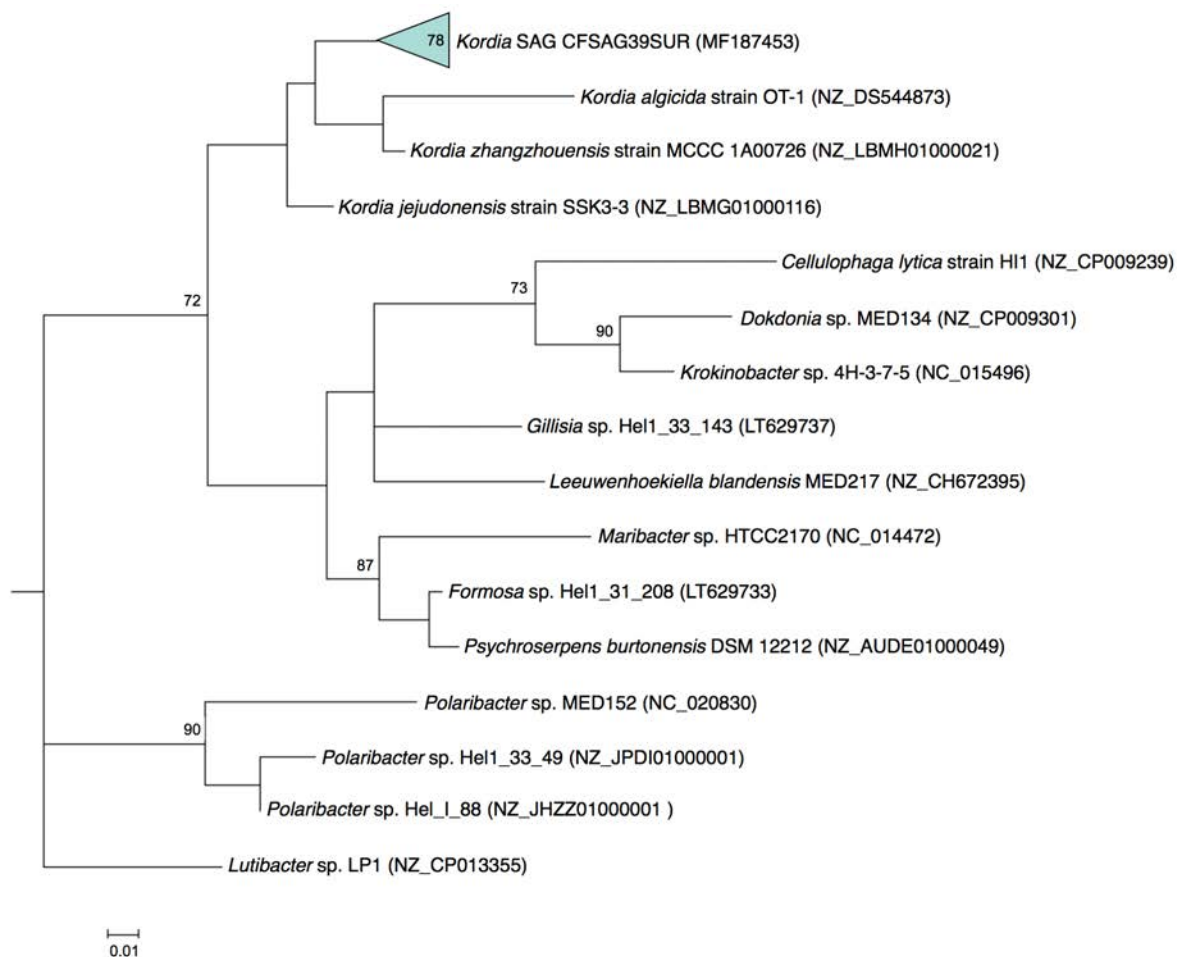 78 Kordia SAG CFSAG39SUR (MF187453)
Kordia algicida strain OT-1 (NZ_DS544873)
Kordia zhangzhouensis strain MCCC 1A00726 (NZ_LBMH01000021)
Kordia jejudonensis strain SSK3-3 (NZ_LBMG01000116)
Cellulophaga lytica strain HI1 (NZ_CP009239)
73
72
Dokdonia sp. MED134 (NZ_CP009301)
90
Krokinobacter sp. 4H-3-7-5 (NC_015496)
Gillisia sp. Hel1_33_143 (LT629737)
Leeuwenhoekiella blandensis MED217 (NZ_CH672395)
Maribacter sp. HTCC2170 (NC_014472)
87
Formosa sp. Hel1_31_208 (LT629733)
Psychroserpens burtonensis DSM 12212 (NZ_AUDE01000049)
Polaribacter sp. MED152 (NC_020830)
90
Polaribacter sp. Hel1_33_49 (NZ_JPDI01000001)
Polaribacter sp. Hel_I_88 (NZ_JHZZ01000001 )
Lutibacter sp. LP1 (NZ_CP013355)
0.01